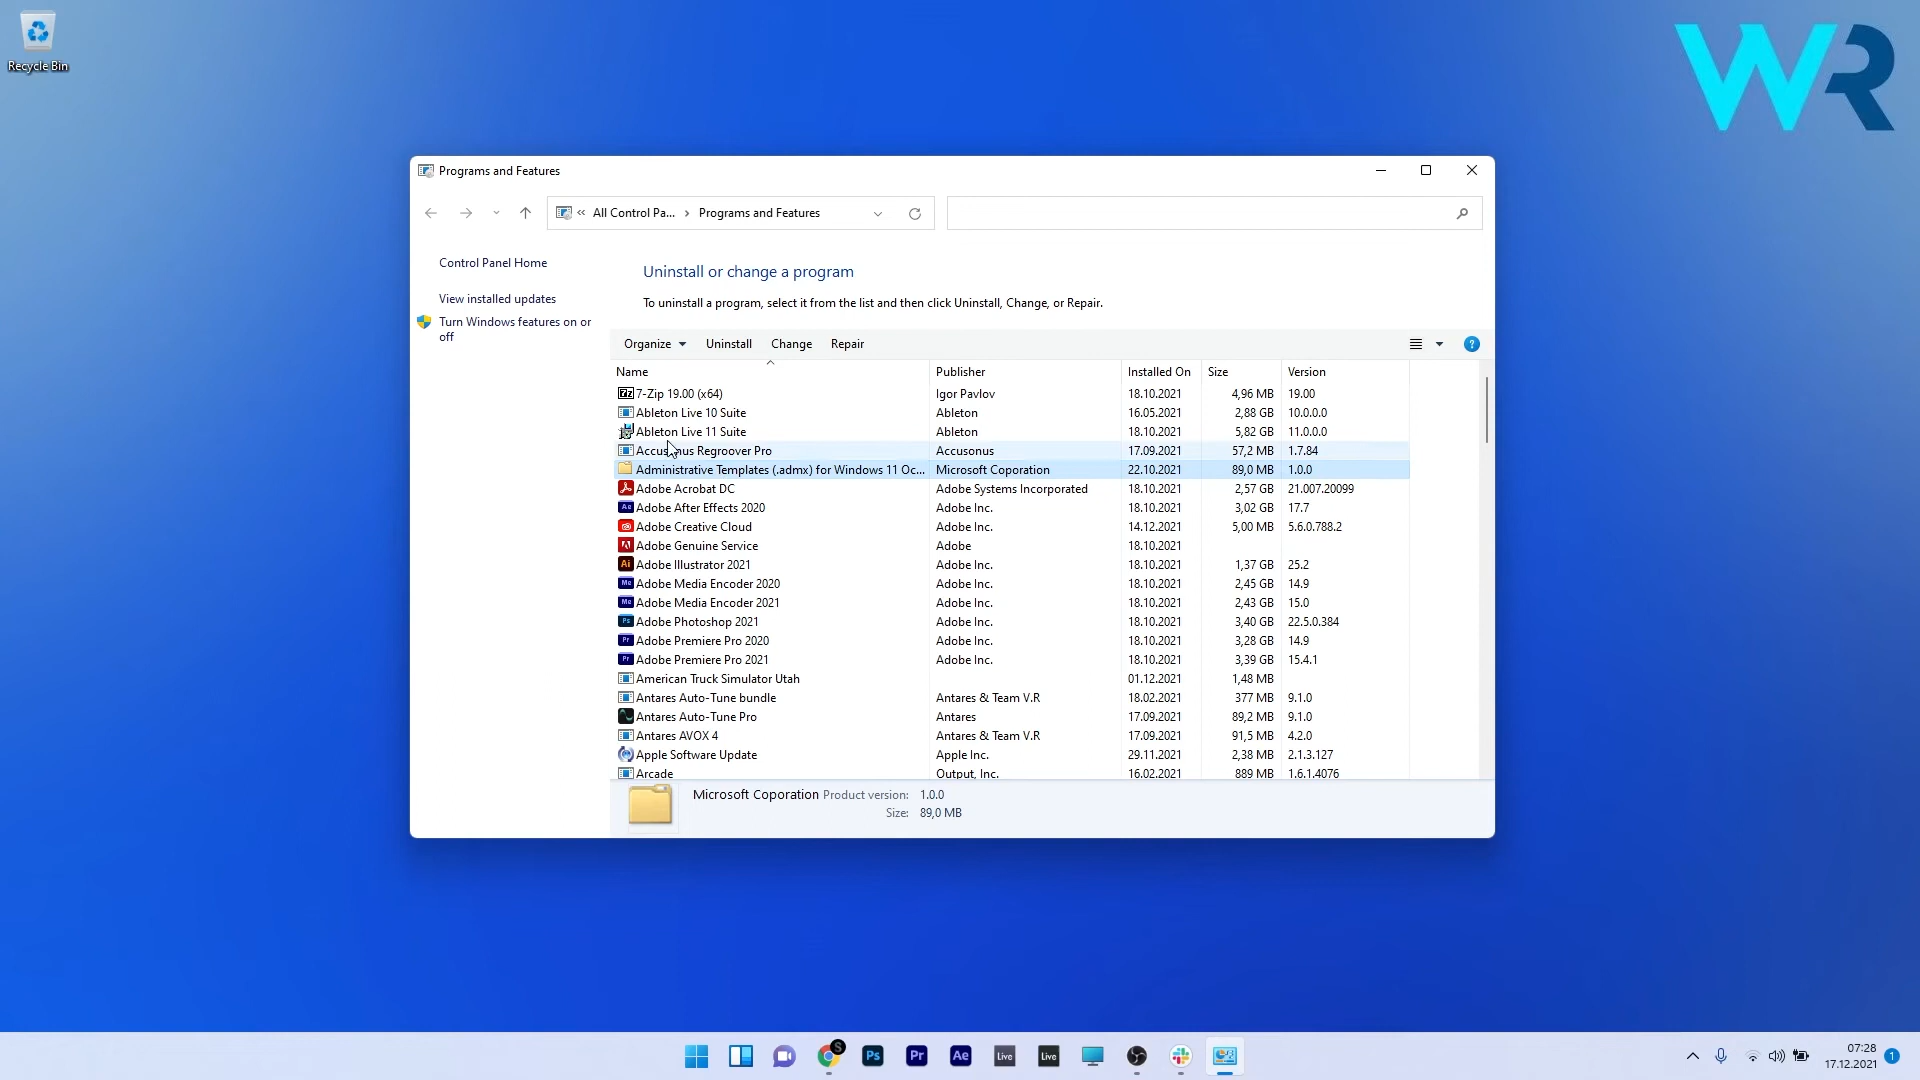 Recycle Bin
WR
Programs and Features
« All Control Pa... › Programs and Features
Control Panel Home
View installed updates
Turn Windows features on or
off
Uninstall or change a program
To uninstall a program, select it from the list and then click Uninstall, Change, or Repair.
Organize Uninstall Change Repair
Name Publisher Installed On Size Version
7-Zip 19.00 (x64) Igor Pavlov 18.10.2021 4,96 MB 19.00
Ableton Live 10 Suite Ableton 16.05.2021 2,88 GB 10.0.0.0
Ableton Live 11 Suite Ableton 18.10.2021 5,82 GB 11.0.0.0
Accusonus Regroover Pro Accusonus 17.09.2021 57,2 MB 1.7.84
Administrative Templates (.admx) for Windows 11 Oc... Microsoft Coporation 22.10.2021 89,0 MB 1.0.0
Adobe Acrobat DC Adobe Systems Incorporated 18.10.2021 2,57 GB 21.007.20099
Ae Adobe After Effects 2020 Adobe Inc. 18.10.2021 3,02 GB 17.7
Adobe Creative Cloud Adobe Inc. 14.12.2021 5,00 MB 5.6.0.788.2
Adobe Genuine Service Adobe 18.10.2021
Ai Adobe Illustrator 2021 Adobe Inc. 18.10.2021 1,37 GB 25.2
Me Adobe Media Encoder 2020 Adobe Inc. 18.10.2021 2,45 GB 14.9
Me Adobe Media Encoder 2021 Adobe Inc. 18.10.2021 2,43 GB 15.0
Ps Adobe Photoshop 2021 Adobe Inc. 18.10.2021 3,40 GB 22.5.0.384
Pr Adobe Premiere Pro 2020 Adobe Inc. 18.10.2021 3,28 GB 14.9
Pr Adobe Premiere Pro 2021 Adobe Inc. 18.10.2021 3,39 GB 15.4.1
American Truck Simulator Utah 01.12.2021 1,48 MB
Antares Auto-Tune bundle Antares & Team V.R 18.02.2021 377 MB 9.1.0
Antares Auto-Tune Pro Antares 17.09.2021 89,2 MB 9.1.0
Antares AVOX 4 Antares & Team V.R 17.09.2021 91,5 MB 4.2.0
Apple Software Update Apple Inc. 29.11.2021 2,38 MB 2.1.3.127
Arcade Output, Inc. 16.02.2021 889 MB 1.6.1.4076
Microsoft Coporation Product version: 1.0.0
Size: 89,0 MB
S Ps Pr Ae Live Live
07:28
17.12.2021 1